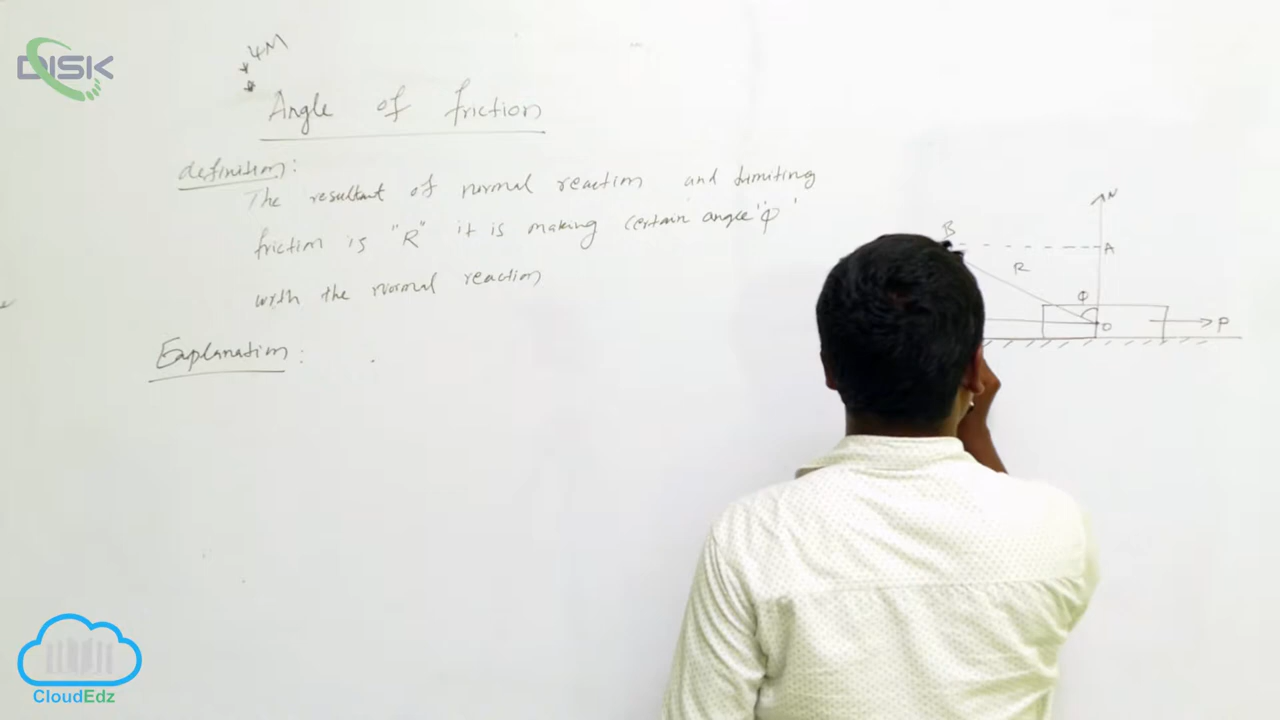 DISK
4M
Angle of friction
definition:
The resultant of normal reaction and limiting
friction is "R" it is making certain angle "φ"
with the normal reaction
Explanation:
N
B
A
R
φ
O
P
CloudEdz